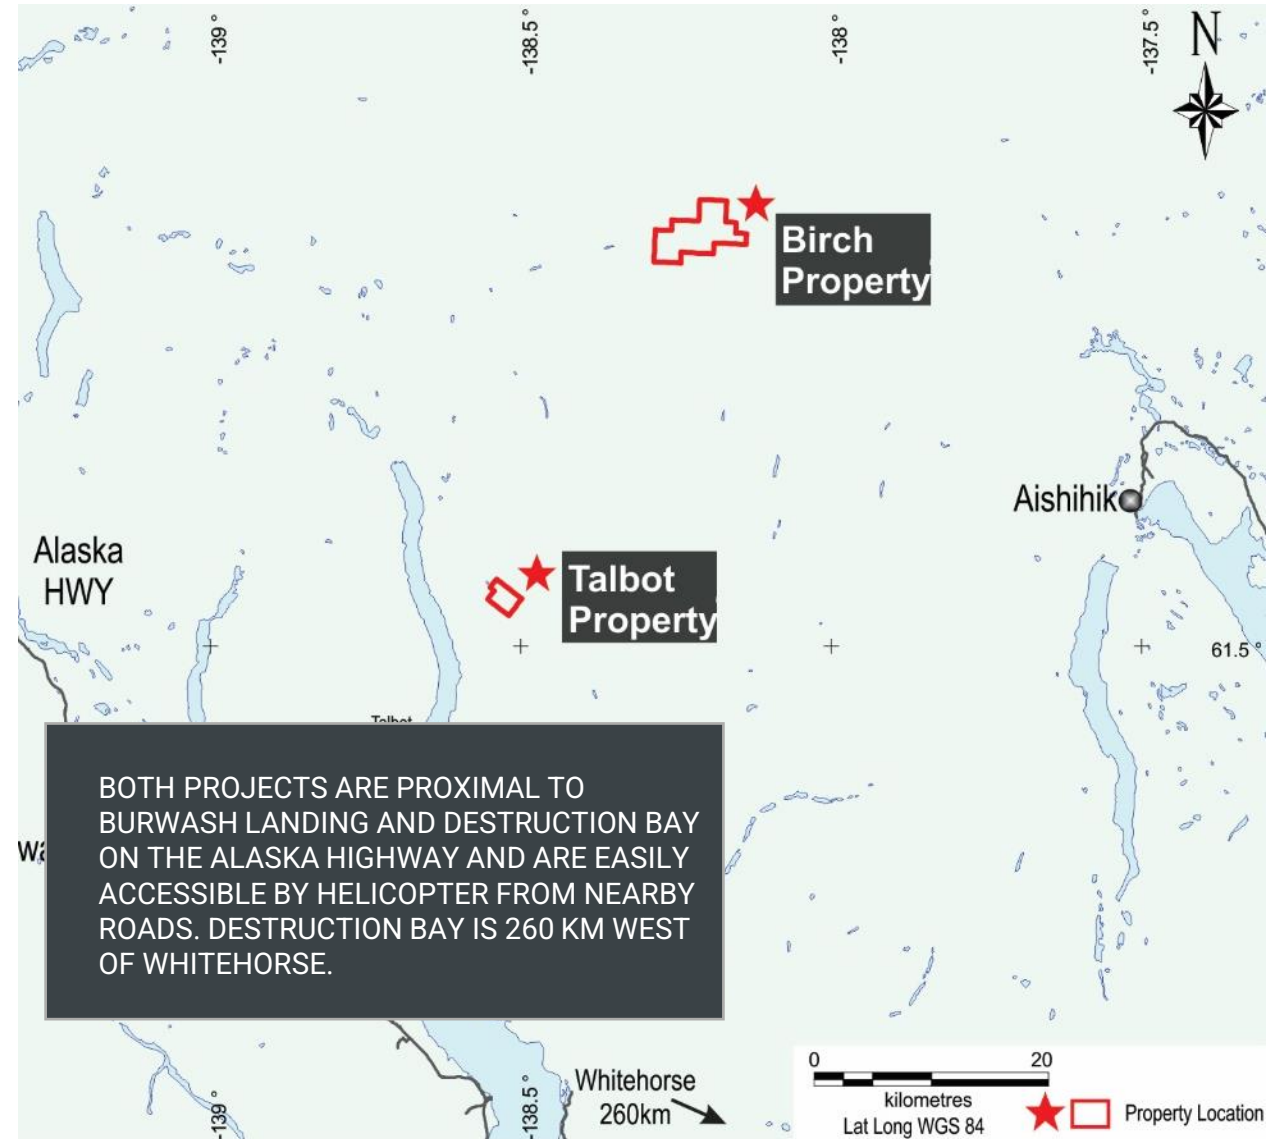 -139°
-138.5°
-138°
-137.5°
N
Birch
Property
Aishihik
Alaska
HWY
Talbot
Property
61.5°
Talbot
BOTH PROJECTS ARE PROXIMAL TO
BURWASH LANDING AND DESTRUCTION BAY
ON THE ALASKA HIGHWAY AND ARE EASILY
ACCESSIBLE BY HELICOPTER FROM NEARBY
ROADS. DESTRUCTION BAY IS 260 KM WEST
OF WHITEHORSE.
-139°
-138.5°
Whitehorse
260km
0 20
kilometres
Lat Long WGS 84
Property Location